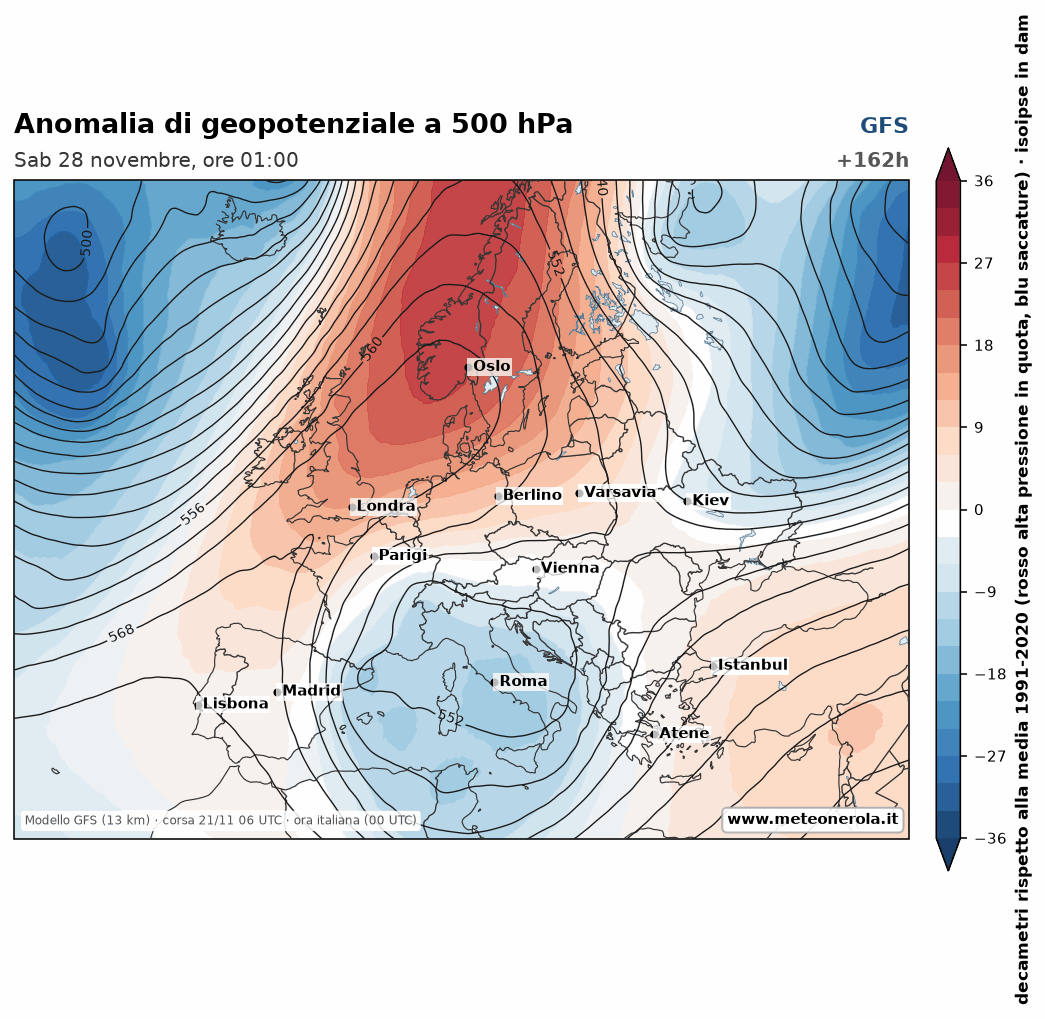 Anomalia di geopotenziale a 500 hPa
GFS
Sab 28 novembre, ore 01:00
+162h
500
552
560
556
568
552
Oslo
Londra
Berlino
Varsavia
Kiev
Parigi
Vienna
Madrid
Lisbona
Roma
Istanbul
Atene
Modello GFS (13 km) · corsa 21/11 06 UTC · ora italiana (00 UTC)
www.meteonerola.it
36
27
18
9
0
−9
−18
−27
−36
decametri rispetto alla media 1991-2020 (rosso alta pressione in quota, blu saccature) · isoipse in dam